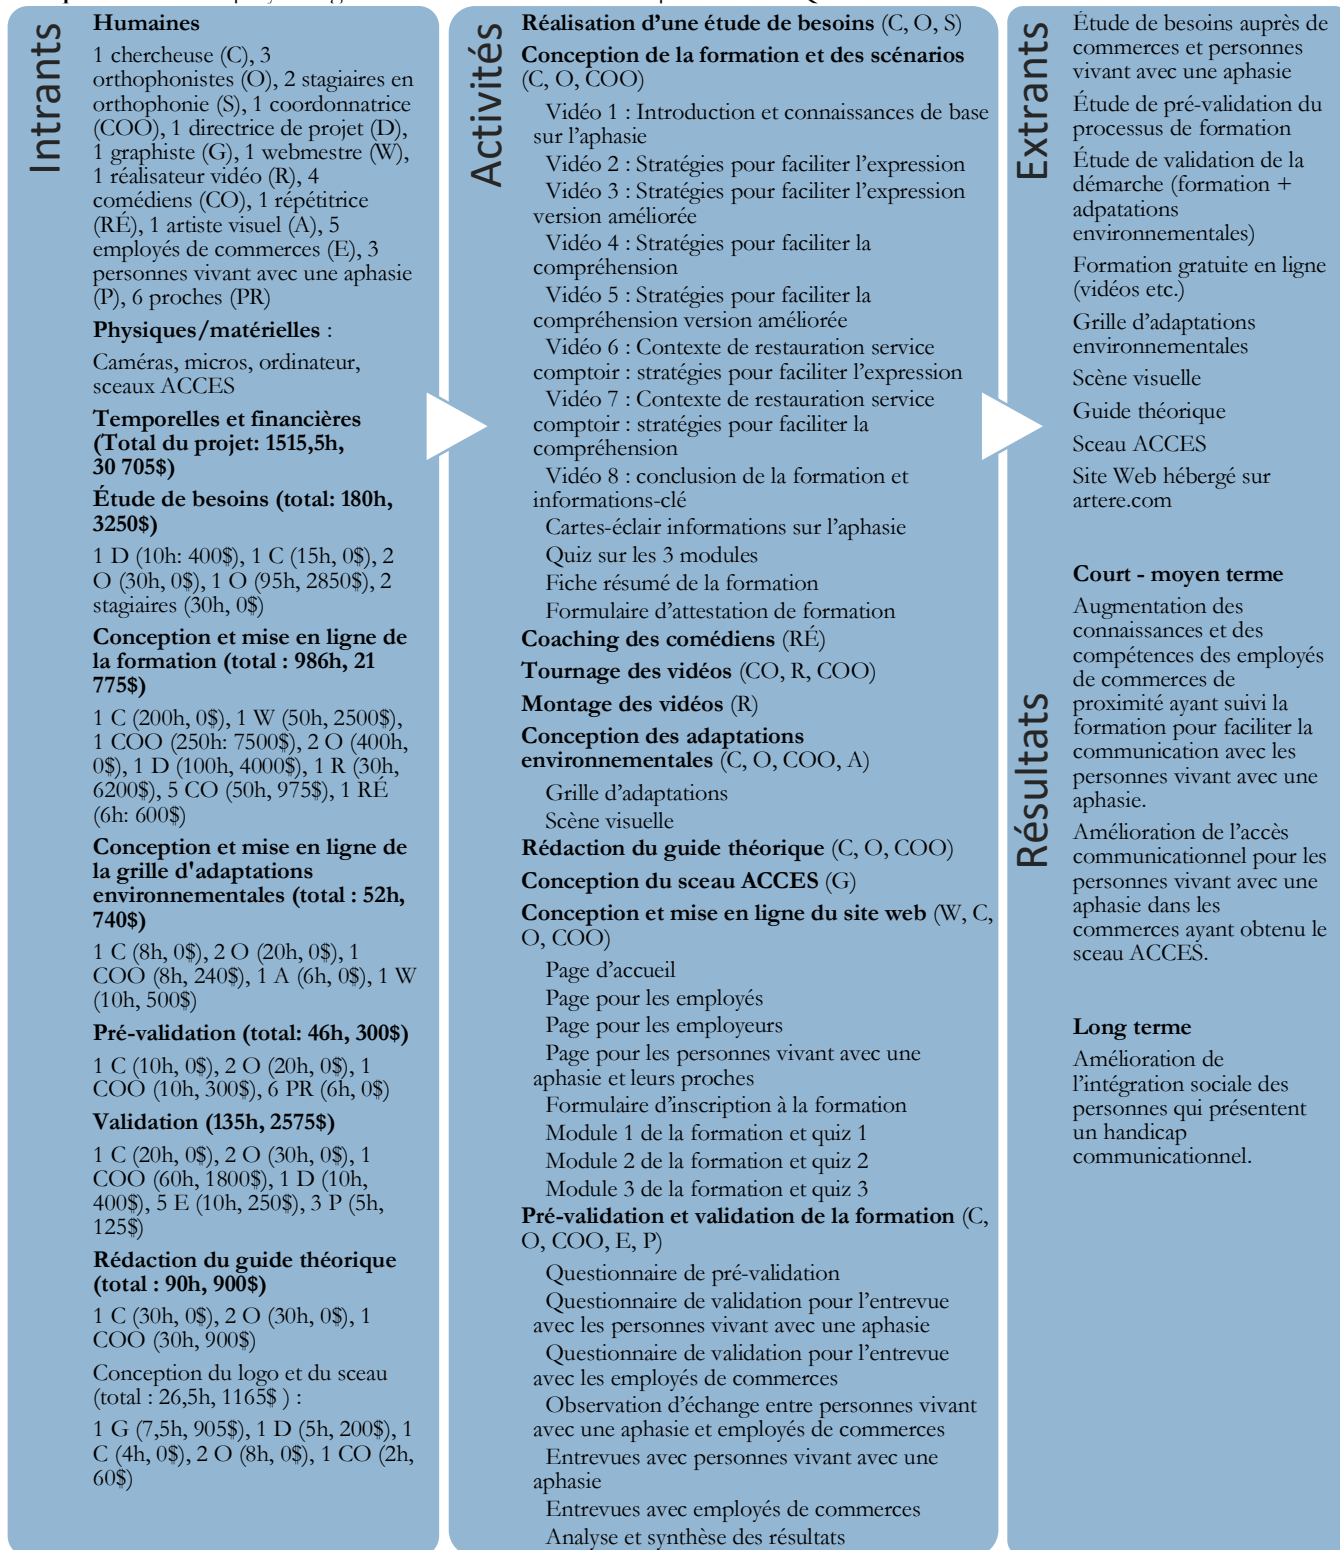 Intrants
Humaines
1 chercheuse (C), 3
orthophonistes (O), 2 stagiaires en
orthophonie (S), 1 coordonnatrice
(COO), 1 directrice de projet (D),
1 graphiste (G), 1 webmestre (W),
1 réalisateur vidéo (R), 4
comédiens (CO), 1 répétitrice
(RÉ), 1 artiste visuel (A), 5
employés de commerces (E), 3
personnes vivant avec une aphasie
(P), 6 proches (PR)
Physiques/matérielles :
Caméras, micros, ordinateur,
sceaux ACCES
Temporelles et financières
(Total du projet: 1515,5h,
30 705$)
Étude de besoins (total: 180h,
3250$)
1 D (10h: 400$), 1 C (15h, 0$), 2
O (30h, 0$), 1 O (95h, 2850$), 2
stagiaires (30h, 0$)
Conception et mise en ligne de
la formation (total : 986h, 21
775$)
1 C (200h, 0$), 1 W (50h, 2500$),
1 COO (250h: 7500$), 2 O (400h,
0$), 1 D (100h, 4000$), 1 R (30h,
6200$), 5 CO (50h, 975$), 1 RÉ
(6h: 600$)
Conception et mise en ligne de
la grille d'adaptations
environnementales (total : 52h,
740$)
1 C (8h, 0$), 2 O (20h, 0$), 1
COO (8h, 240$), 1 A (6h, 0$), 1 W
(10h, 500$)
Pré-validation (total: 46h, 300$)
1 C (10h, 0$), 2 O (20h, 0$), 1
COO (10h, 300$), 6 PR (6h, 0$)
Validation (135h, 2575$)
1 C (20h, 0$), 2 O (30h, 0$), 1
COO (60h, 1800$), 1 D (10h,
400$), 5 E (10h, 250$), 3 P (5h,
125$)
Rédaction du guide théorique
(total : 90h, 900$)
1 C (30h, 0$), 2 O (30h, 0$), 1
COO (30h, 900$)
Conception du logo et du sceau
(total : 26,5h, 1165$ ) :
1 G (7,5h, 905$), 1 D (5h, 200$), 1
C (4h, 0$), 2 O (8h, 0$), 1 CO (2h,
60$)
Activités
Réalisation d’une étude de besoins (C, O, S)
Conception de la formation et des scénarios
(C, O, COO)
Vidéo 1 : Introduction et connaissances de base
sur l’aphasie
Vidéo 2 : Stratégies pour faciliter l’expression
Vidéo 3 : Stratégies pour faciliter l’expression
version améliorée
Vidéo 4 : Stratégies pour faciliter la
compréhension
Vidéo 5 : Stratégies pour faciliter la
compréhension version améliorée
Vidéo 6 : Contexte de restauration service
comptoir : stratégies pour faciliter l’expression
Vidéo 7 : Contexte de restauration service
comptoir : stratégies pour faciliter la
compréhension
Vidéo 8 : conclusion de la formation et
informations-clé
Cartes-éclair informations sur l’aphasie
Quiz sur les 3 modules
Fiche résumé de la formation
Formulaire d’attestation de formation
Coaching des comédiens (RÉ)
Tournage des vidéos (CO, R, COO)
Montage des vidéos (R)
Conception des adaptations
environnementales (C, O, COO, A)
Grille d’adaptations
Scène visuelle
Rédaction du guide théorique (C, O, COO)
Conception du sceau ACCES (G)
Conception et mise en ligne du site web (W, C,
O, COO)
Page d’accueil
Page pour les employés
Page pour les employeurs
Page pour les personnes vivant avec une
aphasie et leurs proches
Formulaire d’inscription à la formation
Module 1 de la formation et quiz 1
Module 2 de la formation et quiz 2
Module 3 de la formation et quiz 3
Pré-validation et validation de la formation (C,
O, COO, E, P)
Questionnaire de pré-validation
Questionnaire de validation pour l’entrevue
avec les personnes vivant avec une aphasie
Questionnaire de validation pour l’entrevue
avec les employés de commerces
Observation d’échange entre personnes vivant
avec une aphasie et employés de commerces
Entrevues avec personnes vivant avec une
aphasie
Entrevues avec employés de commerces
Analyse et synthèse des résultats
Extrants
Étude de besoins auprès de
commerces et personnes
vivant avec une aphasie
Étude de pré-validation du
processus de formation
Étude de validation de la
démarche (formation +
adpatations
environnementales)
Formation gratuite en ligne
(vidéos etc.)
Grille d’adaptations
environnementales
Scène visuelle
Guide théorique
Sceau ACCES
Site Web hébergé sur
artere.com
Résultats
Court - moyen terme
Augmentation des
connaissances et des
compétences des employés
de commerces de
proximité ayant suivi la
formation pour faciliter la
communication avec les
personnes vivant avec une
aphasie.
Amélioration de l’accès
communicationnel pour les
personnes vivant avec une
aphasie dans les
commerces ayant obtenu le
sceau ACCES.
Long terme
Amélioration de
l’intégration sociale des
personnes qui présentent
un handicap
communicationnel.